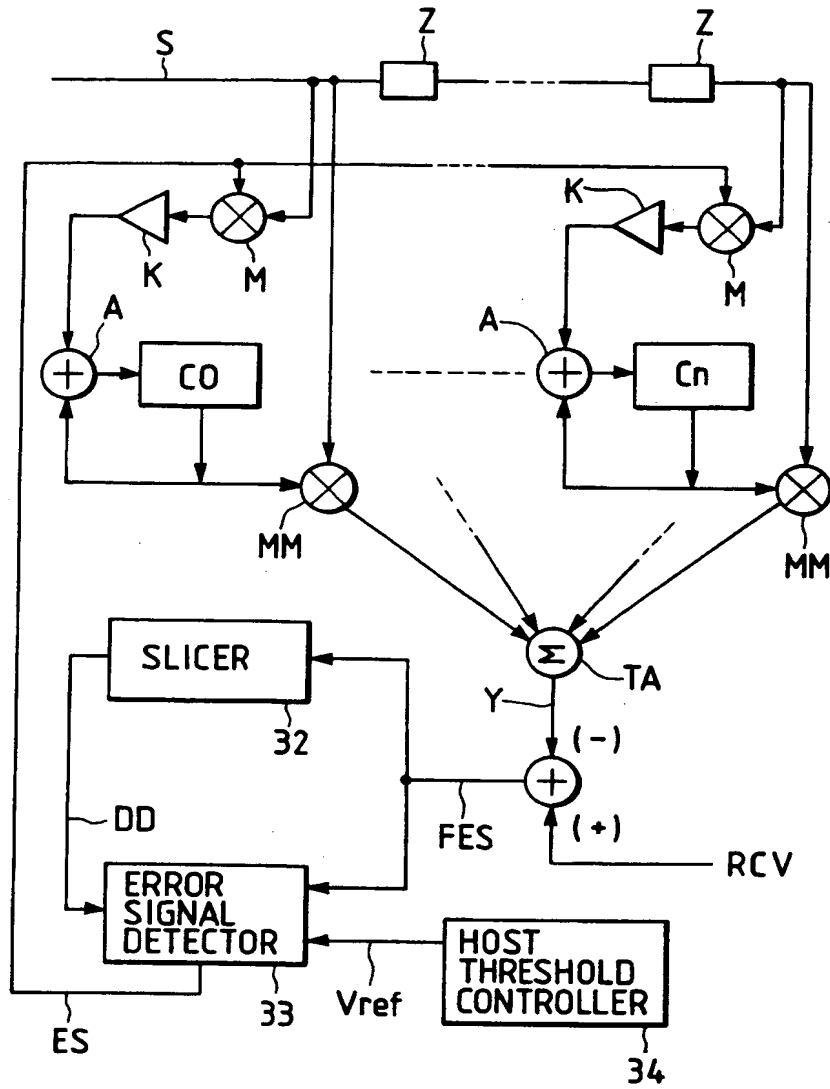 S
Z
Z
K
M
K
M
A
C0
A
Cn
MM
MM
Σ
TA
Y
(-)
SLICER
32
DD
FES
(+)
RCV
ERROR
SIGNAL
DETECTOR
33
Vref
HOST
THRESHOLD
CONTROLLER
34
ES